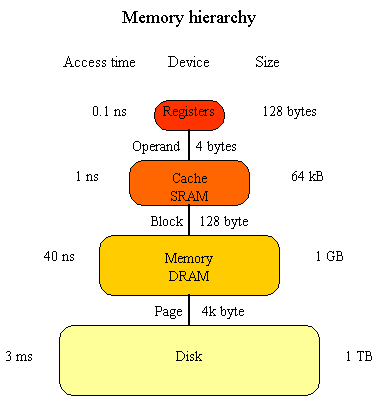 Memory hierarchy
Access time Device Size
0.1 ns Registers 128 bytes
Operand 4 bytes
1 ns Cache 64 kB
SRAM
Block 128 byte
40 ns Memory 1 GB
DRAM
Page 4k byte
3 ms Disk 1 TB